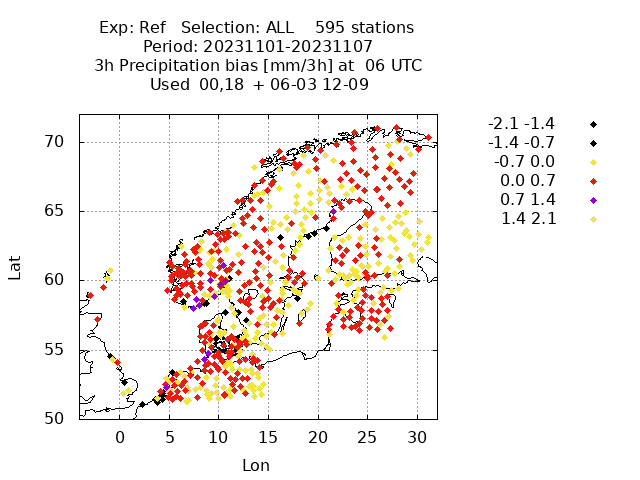 Exp: Ref   Selection: ALL    595 stations
Period: 20231101-20231107
3h Precipitation bias [mm/3h] at  06 UTC
Used 00,18  + 06-03 12-09
-2.1 -1.4
-1.4 -0.7
-0.7 0.0
0.0 0.7
0.7 1.4
1.4 2.1
70
65
60
55
50
Lat
0 5 10 15 20 25 30
Lon